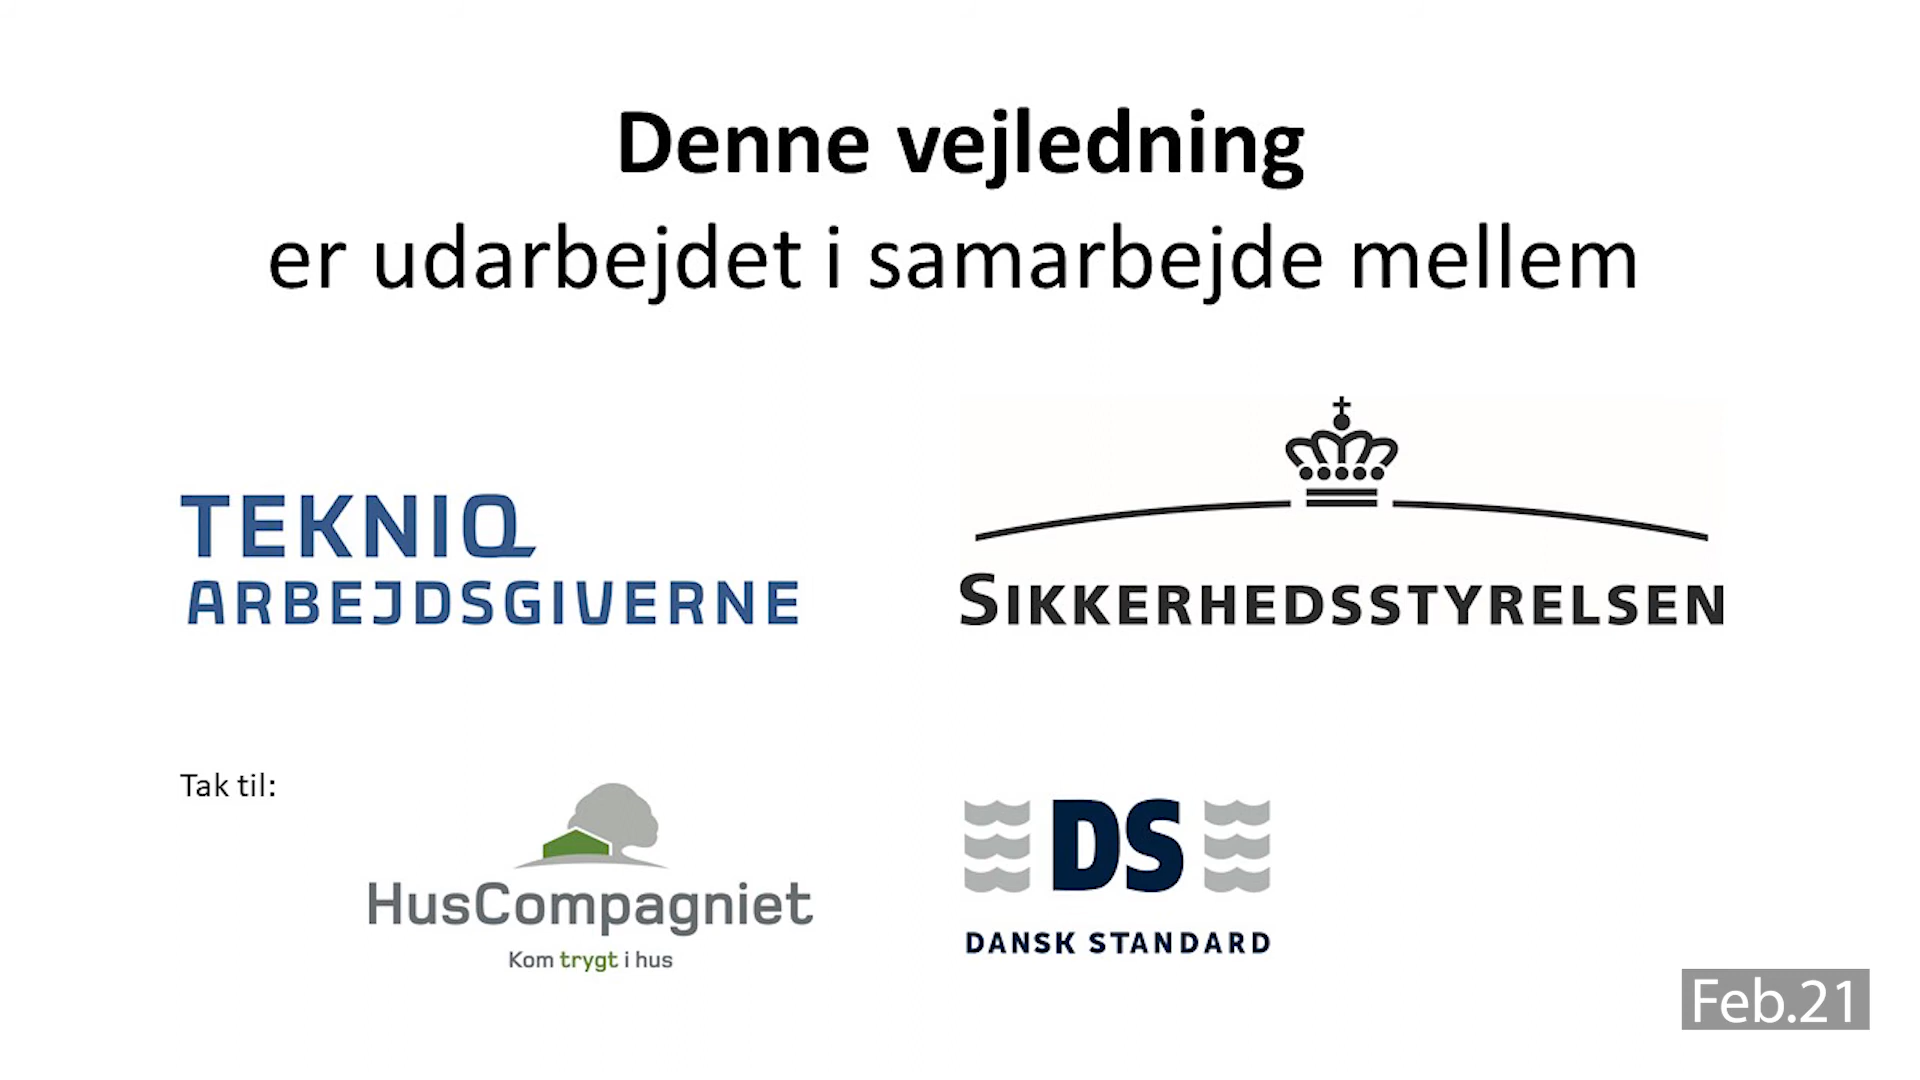 Denne vejledning
er udarbejdet i samarbejde mellem
TEKNIQ
ARBEJDSGIVERNE
SIKKERHEDSSTYRELSEN
Tak til:
HusCompagniet
Kom trygt i hus
DS
DANSK STANDARD
Feb.21